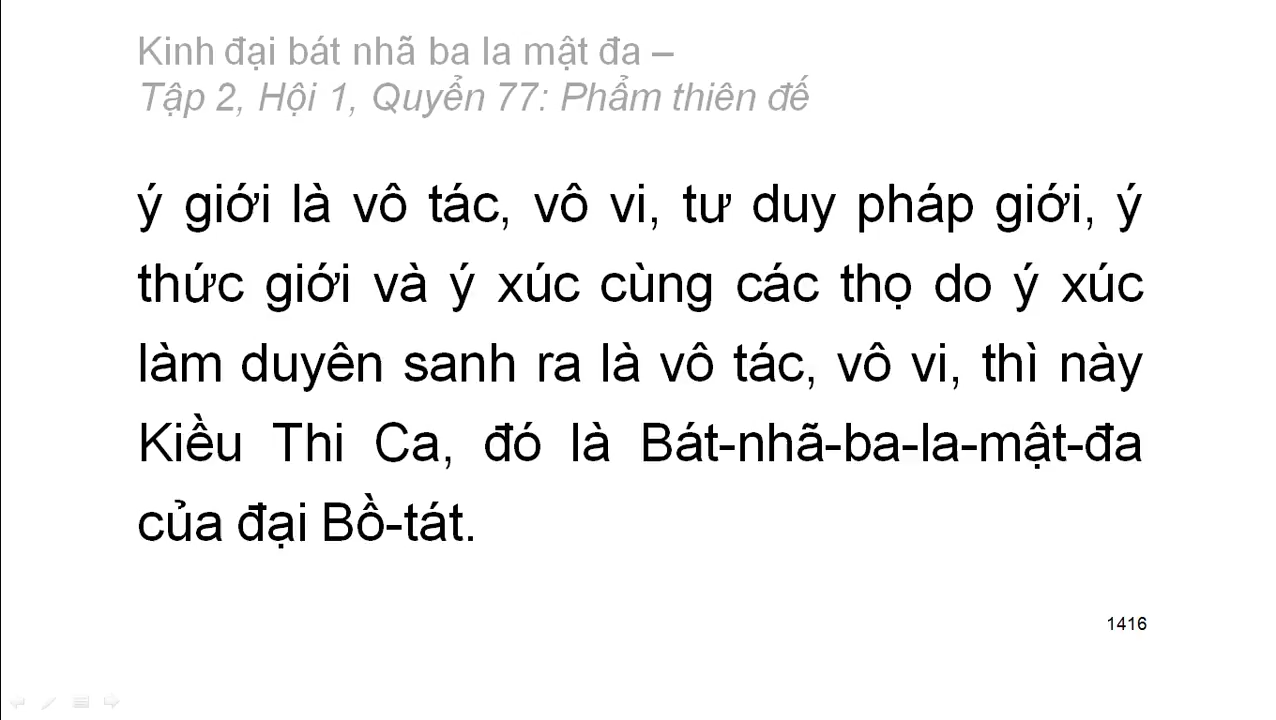 Kinh đại bát nhã ba la mật đa –
Tập 2, Hội 1, Quyển 77: Phẩm thiên đế
ý giới là vô tác, vô vi, tư duy pháp giới, ý
thức giới và ý xúc cùng các thọ do ý xúc
làm duyên sanh ra là vô tác, vô vi, thì này
Kiều Thi Ca, đó là Bát-nhã-ba-la-mật-đa
của đại Bồ-tát.
1416